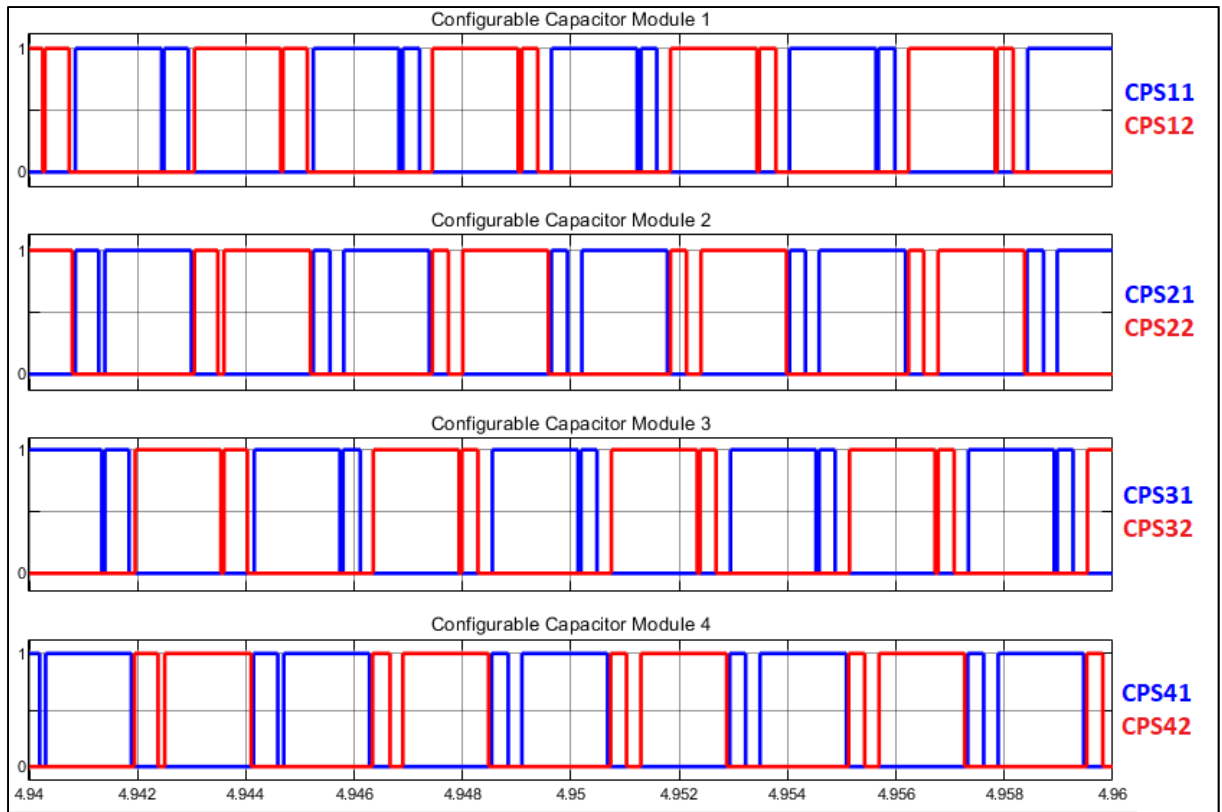 Configurable Capacitor Module 1
1
0
CPS11
CPS12
Configurable Capacitor Module 2
1
0
CPS21
CPS22
Configurable Capacitor Module 3
1
0
CPS31
CPS32
Configurable Capacitor Module 4
1
0
CPS41
CPS42
4.94 4.942 4.944 4.946 4.948 4.95 4.952 4.954 4.956 4.958 4.96